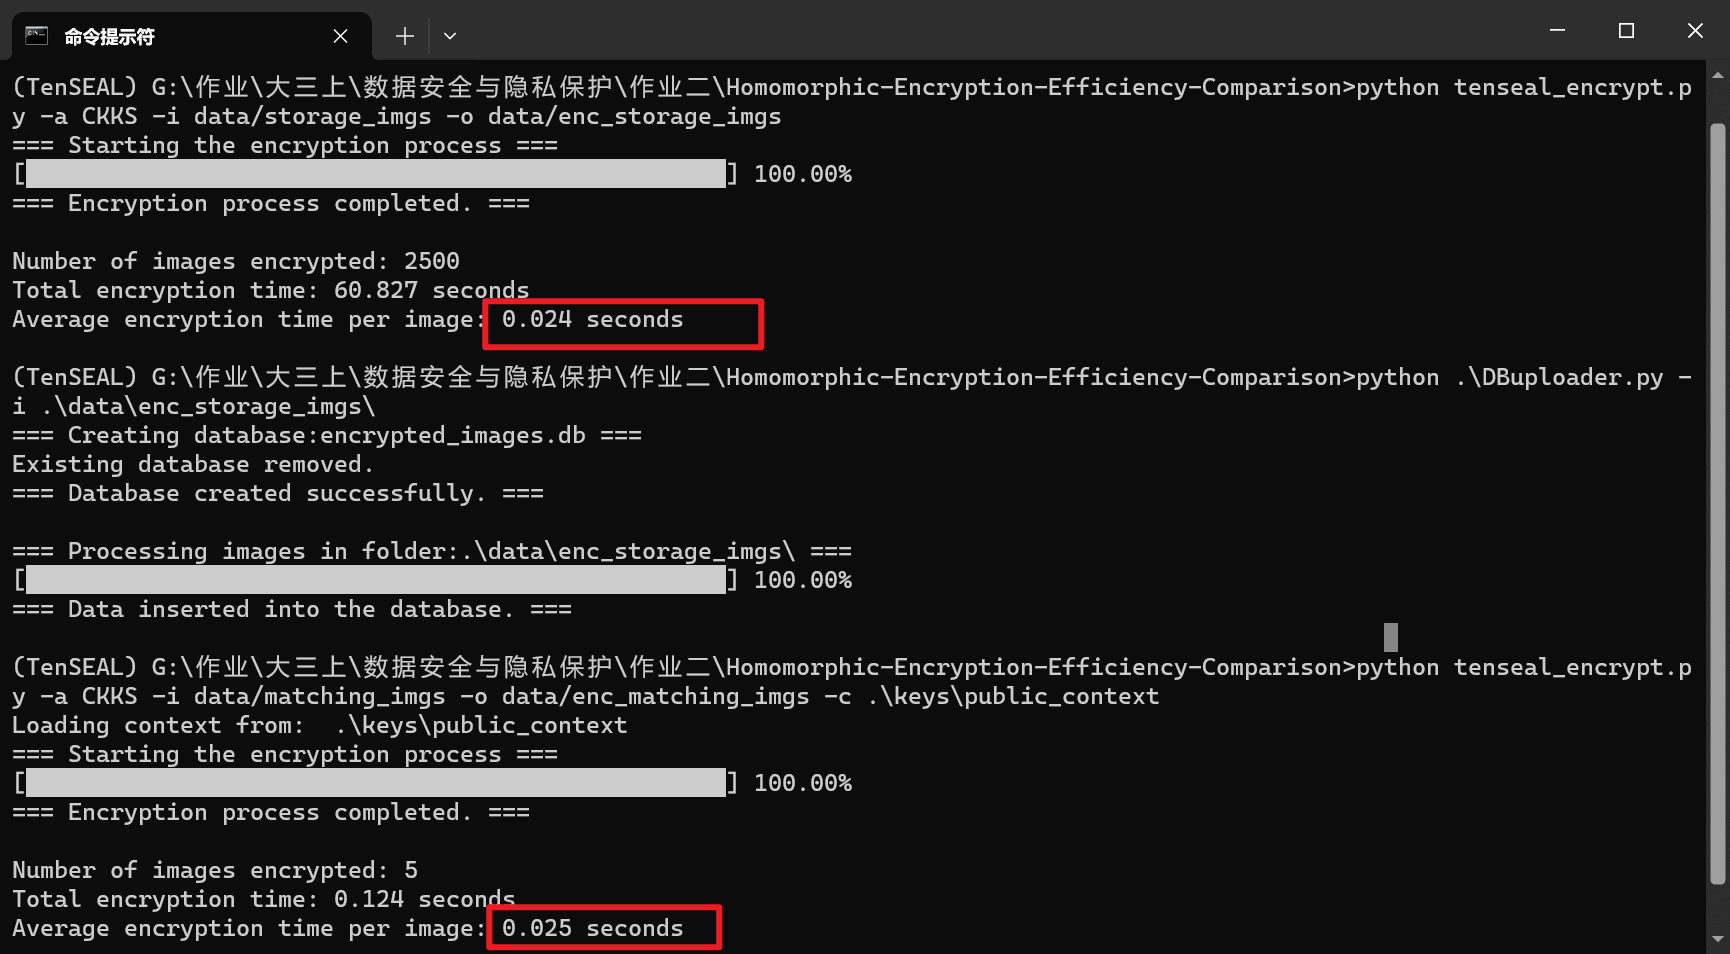 命令提示符
(TenSEAL) G:\作业\大三上\数据安全与隐私保护\作业二\Homomorphic-Encryption-Efficiency-Comparison>python tenseal_encrypt.p
y -a CKKS -i data/storage_imgs -o data/enc_storage_imgs
=== Starting the encryption process ===
[] 100.00%
=== Encryption process completed. ===
Number of images encrypted: 2500
Total encryption time: 60.827 seconds
Average encryption time per image: 0.024 seconds
(TenSEAL) G:\作业\大三上\数据安全与隐私保护\作业二\Homomorphic-Encryption-Efficiency-Comparison>python .\DBuploader.py -
i .\data\enc_storage_imgs\
=== Creating database:encrypted_images.db ===
Existing database removed.
=== Database created successfully. ===
=== Processing images in folder:.\data\enc_storage_imgs\ ===
[] 100.00%
=== Data inserted into the database. ===
(TenSEAL) G:\作业\大三上\数据安全与隐私保护\作业二\Homomorphic-Encryption-Efficiency-Comparison>python tenseal_encrypt.p
y -a CKKS -i data/matching_imgs -o data/enc_matching_imgs -c .\keys\public_context
Loading context from:  .\keys\public_context
=== Starting the encryption process ===
[] 100.00%
=== Encryption process completed. ===
Number of images encrypted: 5
Total encryption time: 0.124 seconds
Average encryption time per image: 0.025 seconds